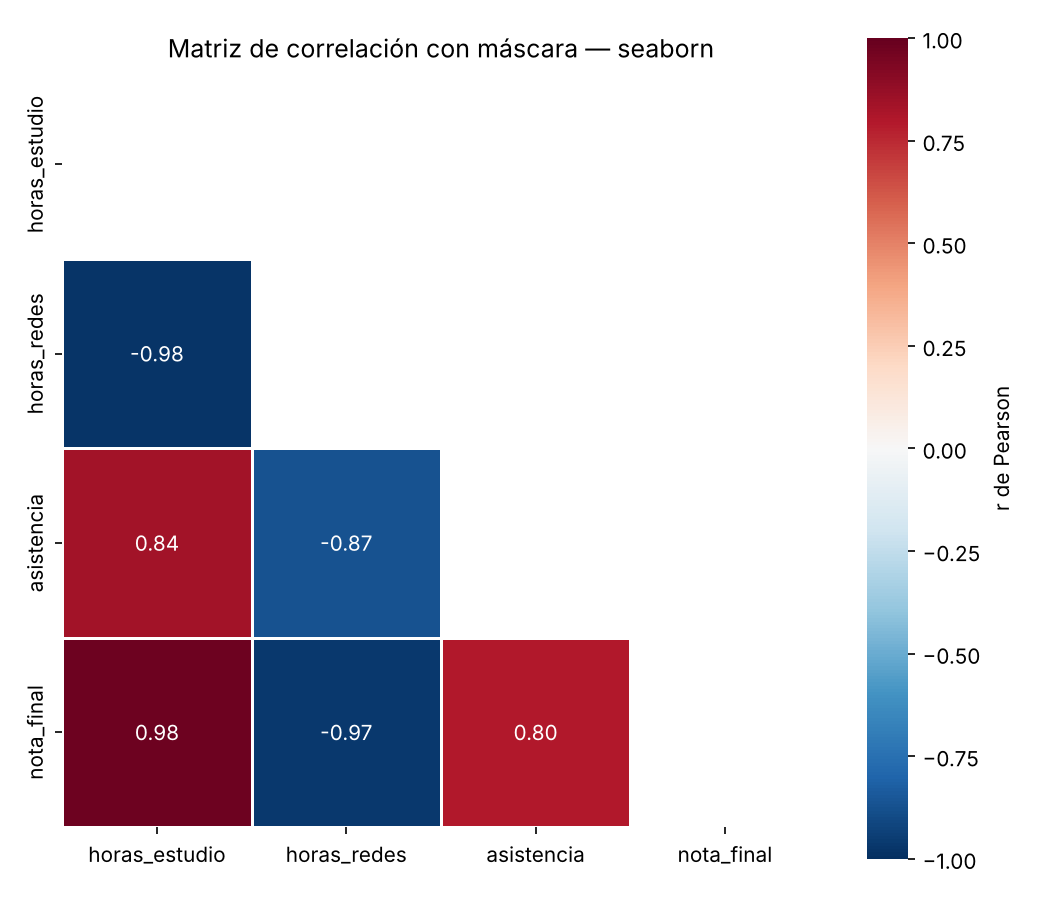 Matriz de correlación con máscara — seaborn
horas_estudio
horas_redes
asistencia
nota_final
-0.98
0.84
-0.87
0.98
-0.97
0.80
horas_estudio
horas_redes
asistencia
nota_final
1.00
0.75
0.50
0.25
0.00
−0.25
−0.50
−0.75
−1.00
r de Pearson